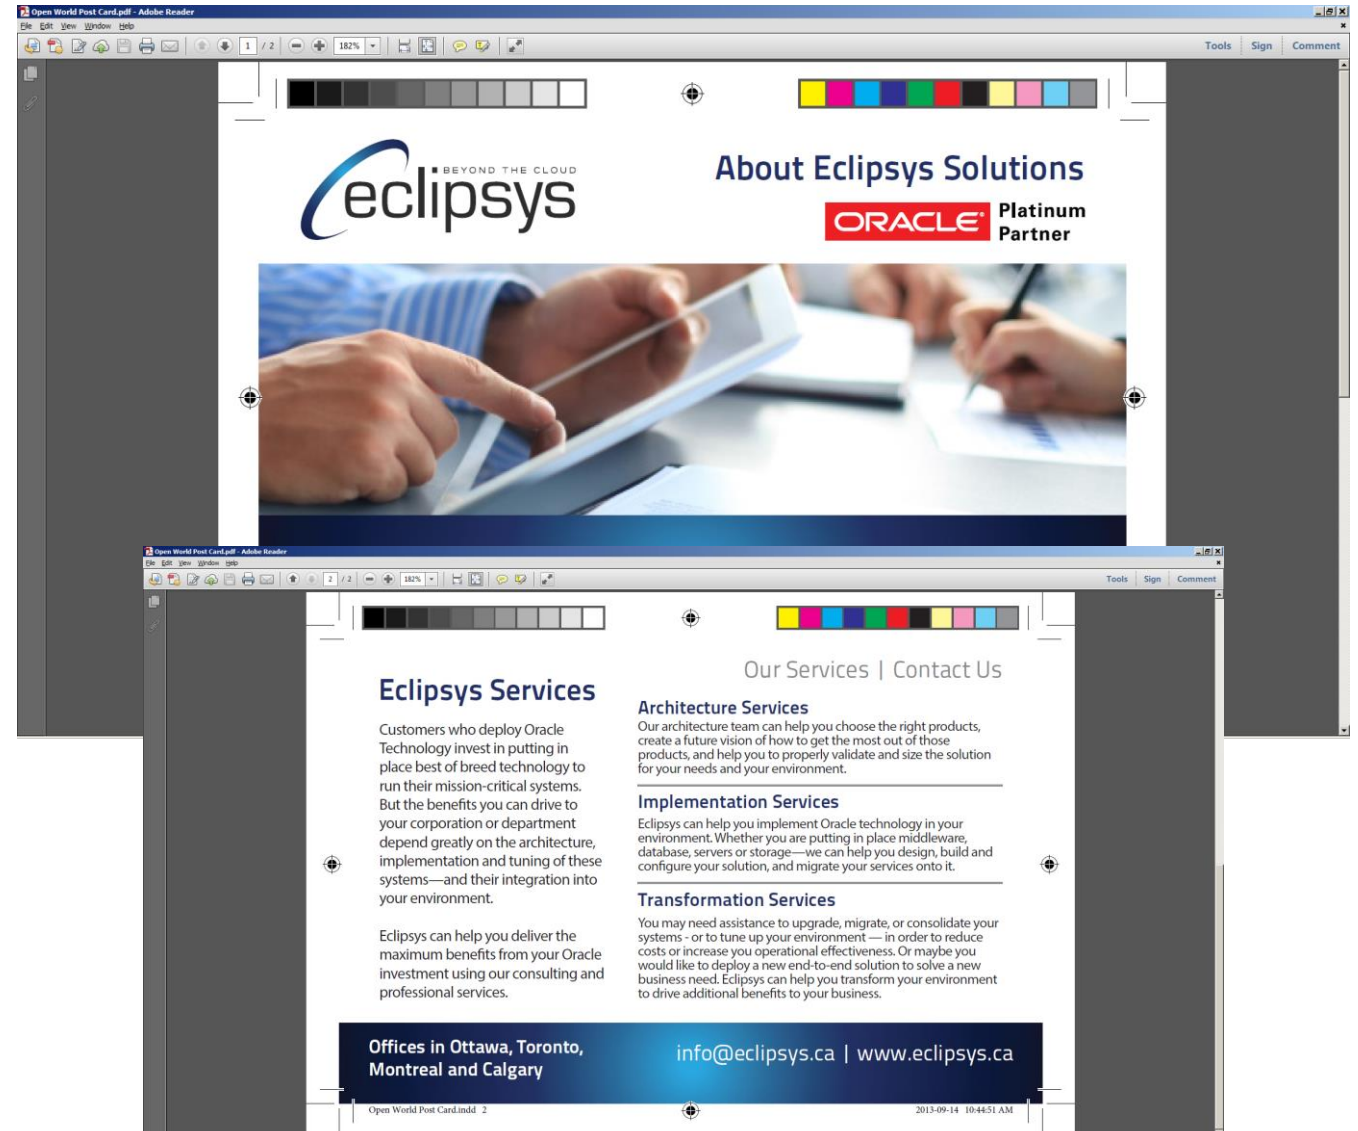 Open World Post Card.pdf - Adobe Reader
File Edit View Window Help
1 / 2 182% Tools Sign Comment
BEYOND THE CLOUD
eclipsys
About Eclipsys Solutions
ORACLE Platinum
Partner
Open World Post Card.pdf - Adobe Reader
File Edit View Window Help
2 / 2 182% Tools Sign Comment
Our Services | Contact Us
Eclipsys Services
Customers who deploy Oracle
Technology invest in putting in
place best of breed technology to
run their mission-critical systems.
But the benefits you can drive to
your corporation or department
depend greatly on the architecture,
implementation and tuning of these
systems—and their integration into
your environment.
Eclipsys can help you deliver the
maximum benefits from your Oracle
investment using our consulting and
professional services.
Architecture Services
Our architecture team can help you choose the right products,
create a future vision of how to get the most out of those
products, and help you to properly validate and size the solution
for your needs and your environment.
Implementation Services
Eclipsys can help you implement Oracle technology in your
environment. Whether you are putting in place middleware,
database, servers or storage—we can help you design, build and
configure your solution, and migrate your services onto it.
Transformation Services
You may need assistance to upgrade, migrate, or consolidate your
systems - or to tune up your environment — in order to reduce
costs or increase you operational effectiveness. Or maybe you
would like to deploy a new end-to-end solution to solve a new
business need. Eclipsys can help you transform your environment
to drive additional benefits to your business.
Offices in Ottawa, Toronto,
Montreal and Calgary
info@eclipsys.ca | www.eclipsys.ca
Open World Post Card.indd 2 2013-09-14 10:44:51 AM